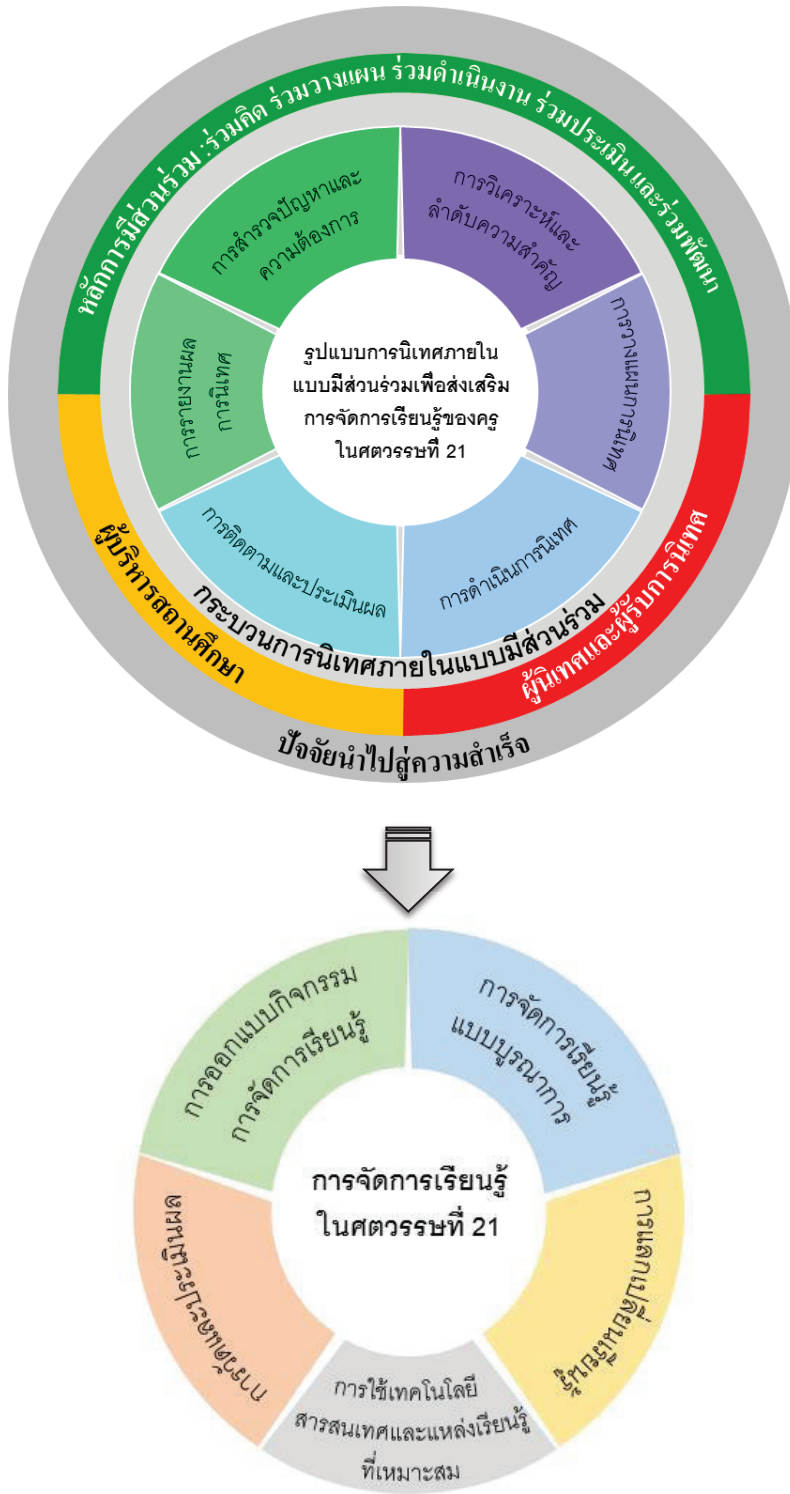 หลักการมีส่วนร่วม :ร่วมคิด ร่วมวางแผน ร่วมดำเนินงาน ร่วมประเมิน และร่วมพัฒนา
การสำรวจปัญหาและ
ความต้องการ
การวิเคราะห์และ
ลำดับความสำคัญ
การวางแผนการนิเทศ
การดำเนินการนิเทศ
การติดตามและประเมินผล
การรายงานผล
การนิเทศ
รูปแบบการนิเทศภายใน
แบบมีส่วนร่วมเพื่อส่งเสริม
การจัดการเรียนรู้ของครู
ในศตวรรษที่ 21
กระบวนการนิเทศภายในแบบมีส่วนร่วม
ผู้บริหารสถานศึกษา
ผู้นิเทศและผู้รับการนิเทศ
ปัจจัยนำไปสู่ความสำเร็จ
การออกแบบกิจกรรม
การจัดการเรียนรู้
การจัดการเรียนรู้
แบบบูรณาการ
การแลกเปลี่ยนเรียนรู้
การใช้เทคโนโลยี
สารสนเทศและแหล่งเรียนรู้
ที่เหมาะสม
การวัดและประเมินผล
การจัดการเรียนรู้
ในศตวรรษที่ 21